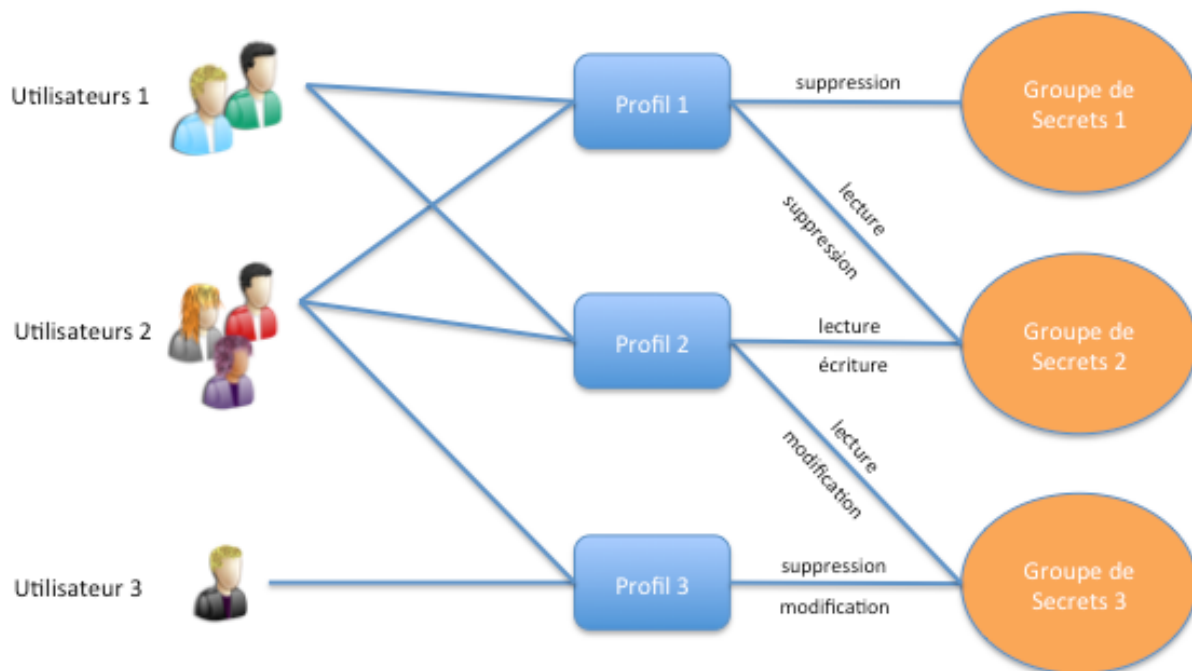 Utilisateurs 1
Profil 1
suppression
Groupe de
Secrets 1
lecture
suppression
Utilisateurs 2
Profil 2
lecture
écriture
Groupe de
Secrets 2
lecture
modification
Utilisateur 3
Profil 3
suppression
modification
Groupe de
Secrets 3